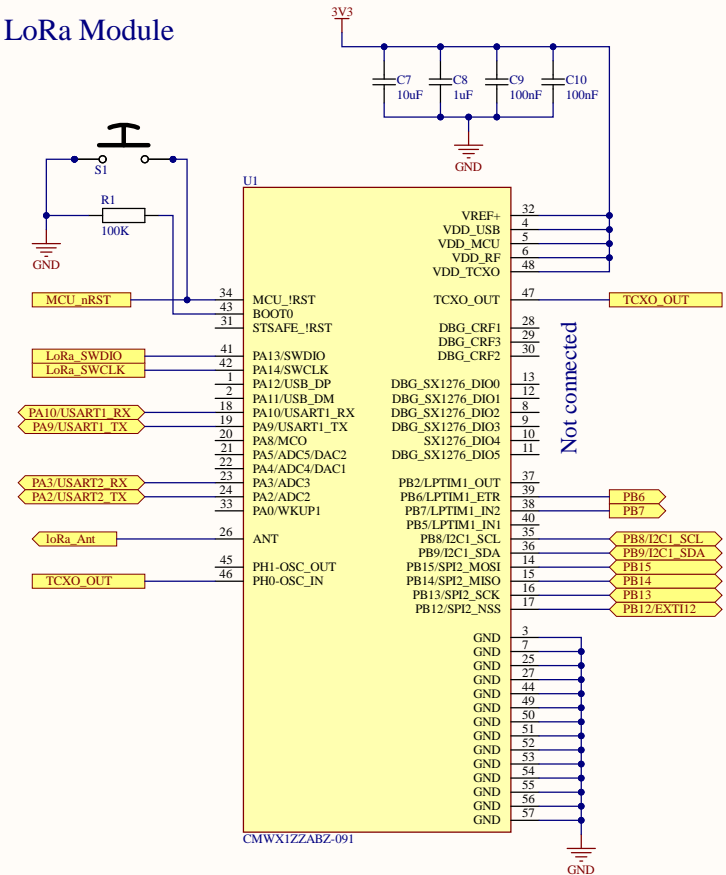 LoRa Module
3V3
C7
10uF
C8
1uF
C9
100nF
C10
100nF
GND
S1
R1
100K
GND
U1
MCU_nRST
34 MCU_!RST
43 BOOT0
31 STSAFE_!RST
LoRa_SWDIO
41 PA13/SWDIO
LoRa_SWCLK
42 PA14/SWCLK
1 PA12/USB_DP
2 PA11/USB_DM
PA10/USART1_RX
18 PA10/USART1_RX
PA9/USART1_TX
19 PA9/USART1_TX
20 PA8/MCO
21 PA5/ADC5/DAC2
22 PA4/ADC4/DAC1
PA3/USART2_RX
23 PA3/ADC3
PA2/USART2_TX
24 PA2/ADC2
33 PA0/WKUP1
loRa_Ant
26 ANT
45 PH1-OSC_OUT
TCXO_OUT
46 PH0-OSC_IN
VREF+ 32
VDD_USB 4
VDD_MCU 5
VDD_RF 6
VDD_TCXO 48
TCXO_OUT 47
TCXO_OUT
DBG_CRF1 28
DBG_CRF3 29
DBG_CRF2 30
DBG_SX1276_DIO0 13
DBG_SX1276_DIO1 12
DBG_SX1276_DIO2 8
DBG_SX1276_DIO3 9
SX1276_DIO4 10
DBG_SX1276_DIO5 11
Not connected
PB2/LPTIM1_OUT 37
PB6/LPTIM1_ETR 39
PB6
PB7/LPTIM1_IN2 38
PB7
PB5/LPTIM1_IN1 40
PB8/I2C1_SCL 35
PB8/I2C1_SCL
PB9/I2C1_SDA 36
PB9/I2C1_SDA
PB15/SPI2_MOSI 14
PB15
PB14/SPI2_MISO 15
PB14
PB13/SPI2_SCK 16
PB13
PB12/SPI2_NSS 17
PB12/EXTI12
GND 3
GND 7
GND 25
GND 27
GND 44
GND 49
GND 50
GND 51
GND 52
GND 53
GND 54
GND 55
GND 56
GND 57
CMWX1ZZABZ-091
GND